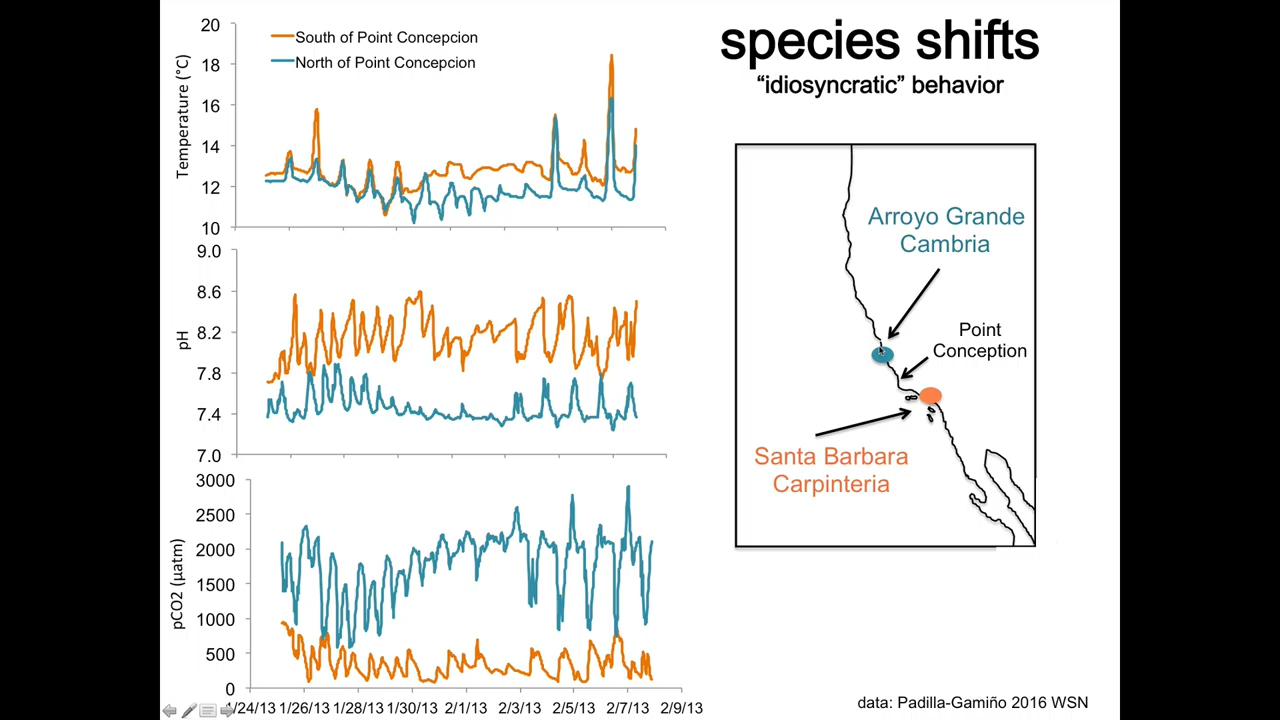 species shifts
“idiosyncratic” behavior
South of Point Concepcion
North of Point Concepcion
Temperature (°C)
20
18
16
14
12
10
pH
9.0
8.6
8.2
7.8
7.4
7.0
pCO2 (µatm)
3000
2500
2000
1500
1000
500
0
1/24/13 1/26/13 1/28/13 1/30/13 2/1/13 2/3/13 2/5/13 2/7/13 2/9/13
Arroyo Grande
Cambria
Point
Conception
Santa Barbara
Carpinteria
data: Padilla-Gamiño 2016 WSN